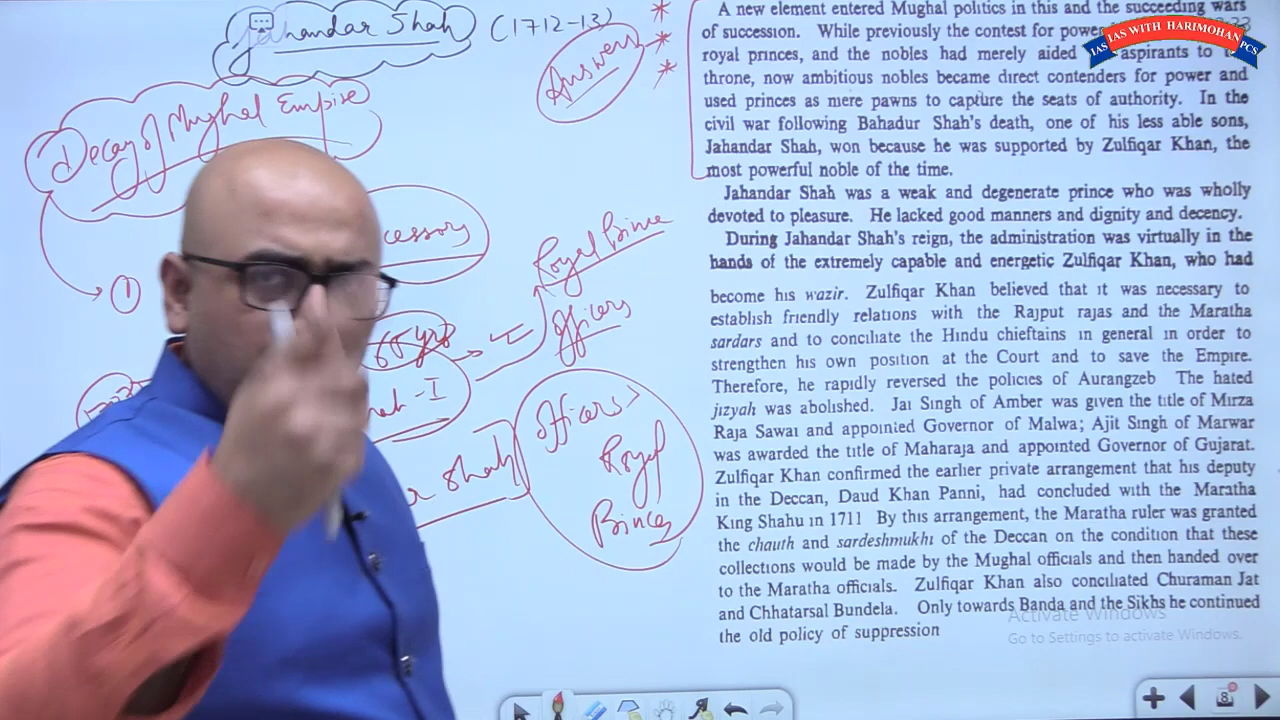 Jahandar Shah (1712-13)
Answers
Decay of Mughal Empire
cessors
①
Royal Prince
Officers
65 yrs
ah-I
Shah
Officers >
Royal
Princes
IAS WITH HARIMOHAN
IAS
PCS
A new element entered Mughal politics in this and the succeeding wars
of succession. While previously the contest for power
royal princes, and the nobles had merely aided aspirants to
throne, now ambitious nobles became direct contenders for power and
used princes as mere pawns to capture the seats of authority. In the
civil war following Bahadur Shah's death, one of his less able sons,
Jahandar Shah, won because he was supported by Zulfiqar Khan, the
most powerful noble of the time.
Jahandar Shah was a weak and degenerate prince who was wholly
devoted to pleasure. He lacked good manners and dignity and decency.
During Jahandar Shah's reign, the administration was virtually in the
hands of the extremely capable and energetic Zulfiqar Khan, who had
become his wazir. Zulfiqar Khan believed that it was necessary to
establish friendly relations with the Rajput rajas and the Maratha
sardars and to conciliate the Hindu chieftains in general in order to
strengthen his own position at the Court and to save the Empire.
Therefore, he rapidly reversed the policies of Aurangzeb The hated
jizyah was abolished. Jai Singh of Amber was given the title of Mirza
Raja Sawai and appointed Governor of Malwa; Ajit Singh of Marwar
was awarded the title of Maharaja and appointed Governor of Gujarat.
Zulfiqar Khan confirmed the earlier private arrangement that his deputy
in the Deccan, Daud Khan Panni, had concluded with the Maratha
King Shahu in 1711 By this arrangement, the Maratha ruler was granted
the chauth and sardeshmukhi of the Deccan on the condition that these
collections would be made by the Mughal officials and then handed over
to the Maratha officials. Zulfiqar Khan also conciliated Churaman Jat
and Chhatarsal Bundela. Only towards Banda and the Sikhs he continued
the old policy of suppression
Activate Windows
Go to Settings to activate Windows.
8